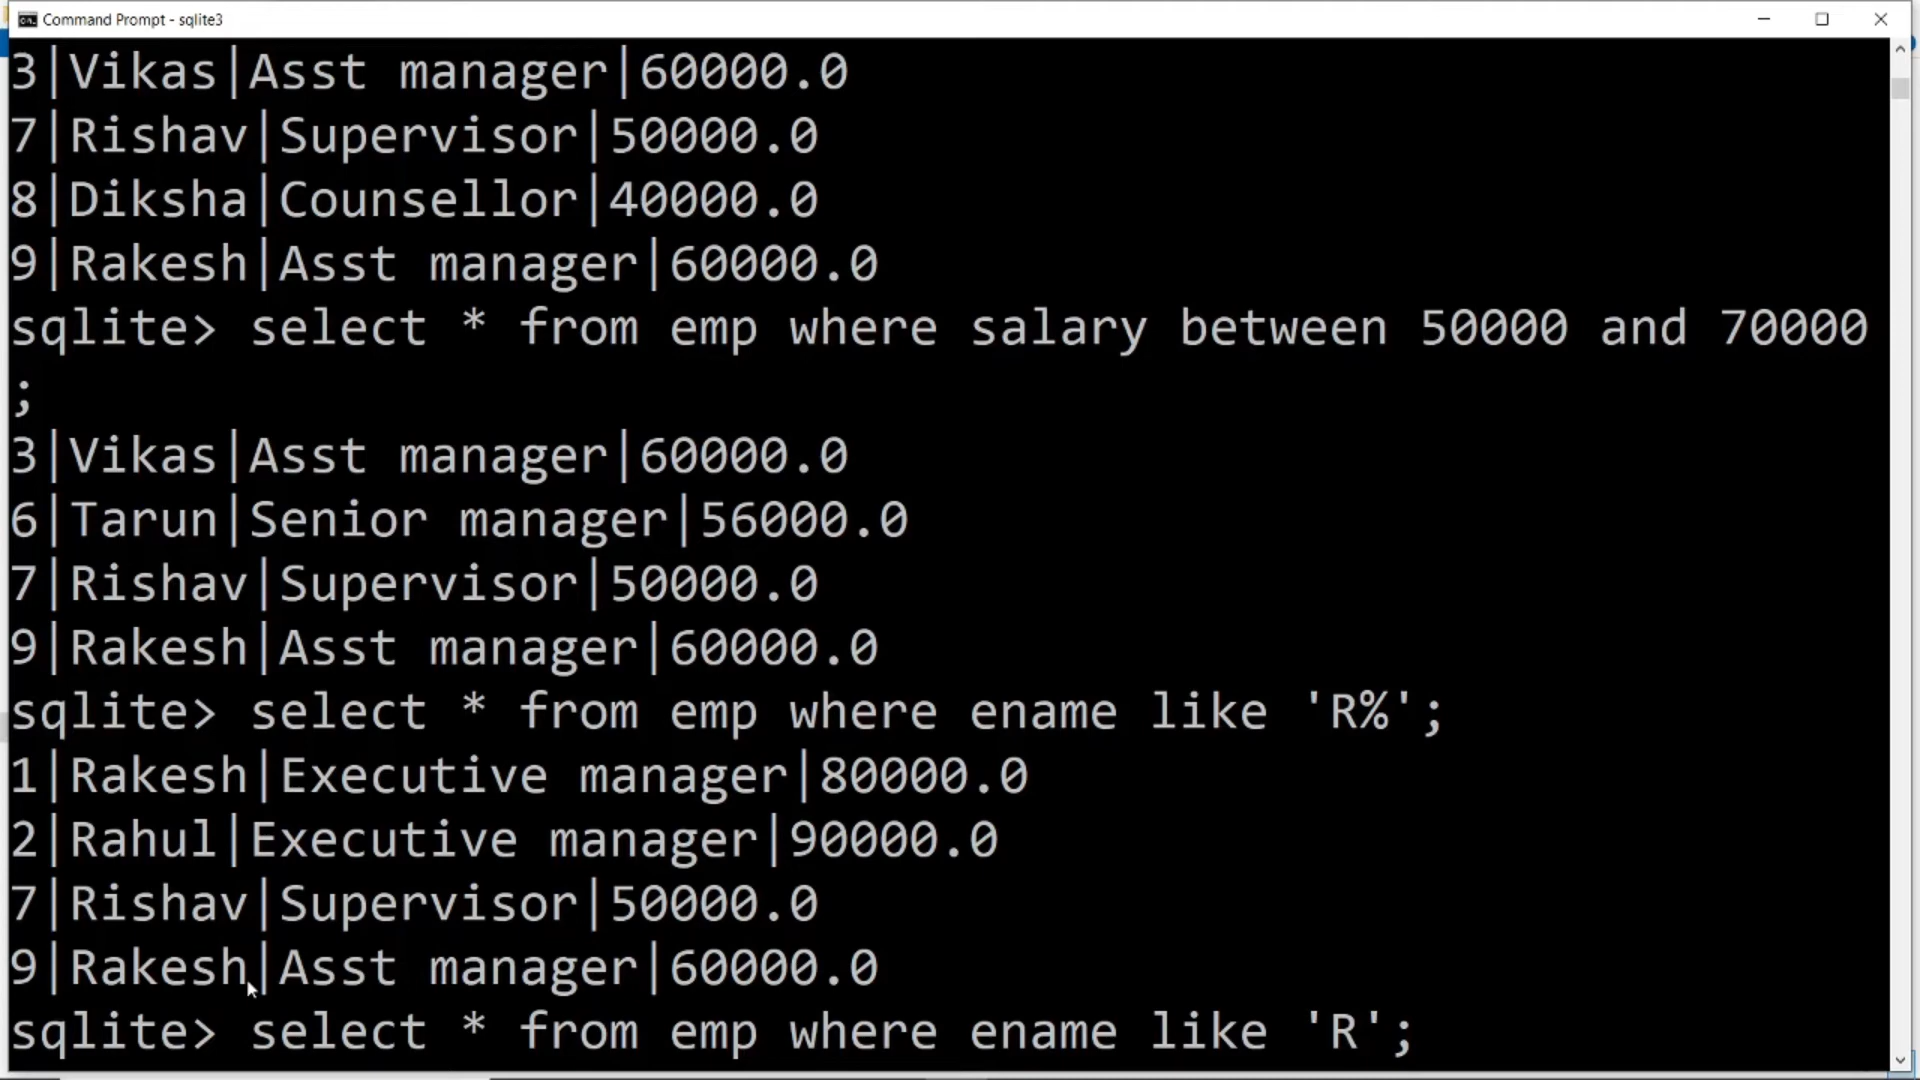 Command Prompt - sqlite3
3|Vikas|Asst manager|60000.0
7|Rishav|Supervisor|50000.0
8|Diksha|Counsellor|40000.0
9|Rakesh|Asst manager|60000.0
sqlite> select * from emp where salary between 50000 and 70000
;
3|Vikas|Asst manager|60000.0
6|Tarun|Senior manager|56000.0
7|Rishav|Supervisor|50000.0
9|Rakesh|Asst manager|60000.0
sqlite> select * from emp where ename like 'R%';
1|Rakesh|Executive manager|80000.0
2|Rahul|Executive manager|90000.0
7|Rishav|Supervisor|50000.0
9|Rakesh|Asst manager|60000.0
sqlite> select * from emp where ename like 'R';